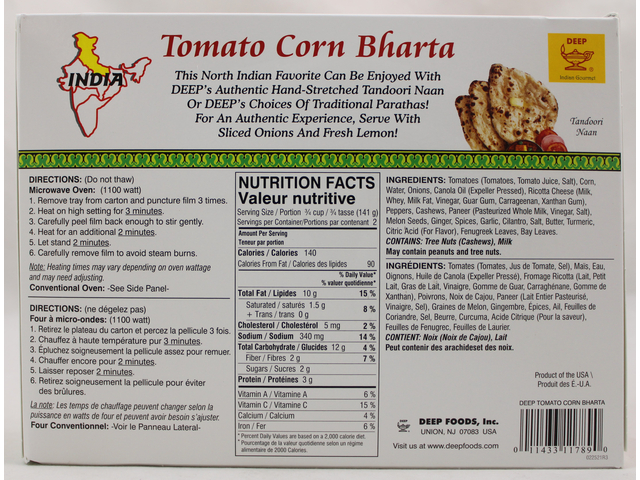 INDIA
Tomato Corn Bharta
This North Indian Favorite Can Be Enjoyed With
DEEP's Authentic Hand-Stretched Tandoori Naan
Or DEEP's Choices Of Traditional Parathas!
For An Authentic Experience, Serve With
Sliced Onions And Fresh Lemon!
DEEP
®
Indian Gourmet
Tandoori
Naan
DIRECTIONS: (Do not thaw)
Microwave Oven: (1100 watt)
1. Remove tray from carton and puncture film 3 times.
2. Heat on high setting for 3 minutes.
3. Carefully peel film back enough to stir gently.
4. Heat for an additional 2 minutes.
5. Let stand 2 minutes.
6. Carefully remove film to avoid steam burns.
Note: Heating times may vary depending on oven wattage
and may need adjusting.
Conventional Oven: -See Side Panel-
DIRECTIONS: (ne dégelez pas)
Four à micro-ondes: (1100 watt)
1. Retirez le plateau du carton et percez la pellicule 3 fois.
2. Chauffez à haute température pur 3 minutes.
3. Épluchez soigneusement la pellicule assez pour remuer.
4. Chauffer encore pour 2 minutes.
5. Laisser reposer 2 minutes.
6. Retirez soigneusement la pellicule pour éviter
des brûlures.
La note: Les temps de chauffage peuvent changer selon la
puissance en watts de four et peuvent avoir besoin s'ajuster.
Four Conventionnel: -Voir le Panneau Lateral-
NUTRITION FACTS
Valeur nutritive
Serving Size / Portion ¾ cup / ¾ tasse (141 g)
Servings per Container/Portions par contenant 2
Amount Per Serving
Teneur par portion
Calories / Calories 140
Calories From Fat / Calories des lipides 90
% Daily Value*
% valeur quotidienne*
Total Fat / Lipides 10 g 15 %
Saturated / saturés 1.5 g
+ Trans / trans 0 g 8 %
Cholesterol / Cholestérol 5 mg 2 %
Sodium / Sodium 340 mg 14 %
Total Carbohydrate / Glucides 12 g 4 %
Fiber / Fibres 2 g 7 %
Sugars / Sucres 2 g
Protein / Protéines 3 g
Vitamin A / Vitamine A 6 %
Vitamin C / Vitamine C 15 %
Calcium / Calcium 4 %
Iron / Fer 6 %
* Percent Daily Values are based on a 2,000 calorie diet.
* Pourcentage de la valeur quotidienne selon un régime
alimentaire de 2000 Calories.
INGREDIENTS: Tomatoes (Tomatoes, Tomato Juice, Salt), Corn,
Water, Onions, Canola Oil (Expeller Pressed), Ricotta Cheese (Milk,
Whey, Milk Fat, Vinegar, Guar Gum, Carrageenan, Xanthan Gum),
Peppers, Cashews, Paneer (Pasteurized Whole Milk, Vinegar, Salt),
Melon Seeds, Ginger, Spices, Garlic, Cilantro, Salt, Butter, Turmeric,
Citric Acid (For Flavor), Fenugreek Leaves, Bay Leaves.
CONTAINS: Tree Nuts (Cashews), Milk
May contain peanuts and tree nuts.
INGRÉDIENTS: Tomates (Tomates, Jus de Tomate, Sel), Mais, Eau,
Oignons, Huile de Canola (Expeller Pressé), Fromage Ricotta (Lait, Petit
Lait, Gras de Lait, Vinaigre, Gomme de Guar, Carraghénane, Gomme de
Xanthan), Poivrons, Noix de Cajou, Paneer (Lait Entier Pasteurisé,
Vinaigre, Sel), Graines de Melon, Gingembre, Épices, Ail, Feuilles de
Coriandre, Sel, Beurre, Curcuma, Acide Citrique (Pour la saveur),
Feuilles de Fenugrec, Feuilles de Laurier.
CONTIENT: Noix (Noix de Cajou), Lait
Peut contenir des arachideset des noix.
Product of the USA \
Produit des É.-U.A.
DEEP TOMATO CORN BHARTA
DEEP FOODS, Inc.
UNION, NJ 07083 USA
Visit us at www.deepfoods.com
0 11433 11789 0